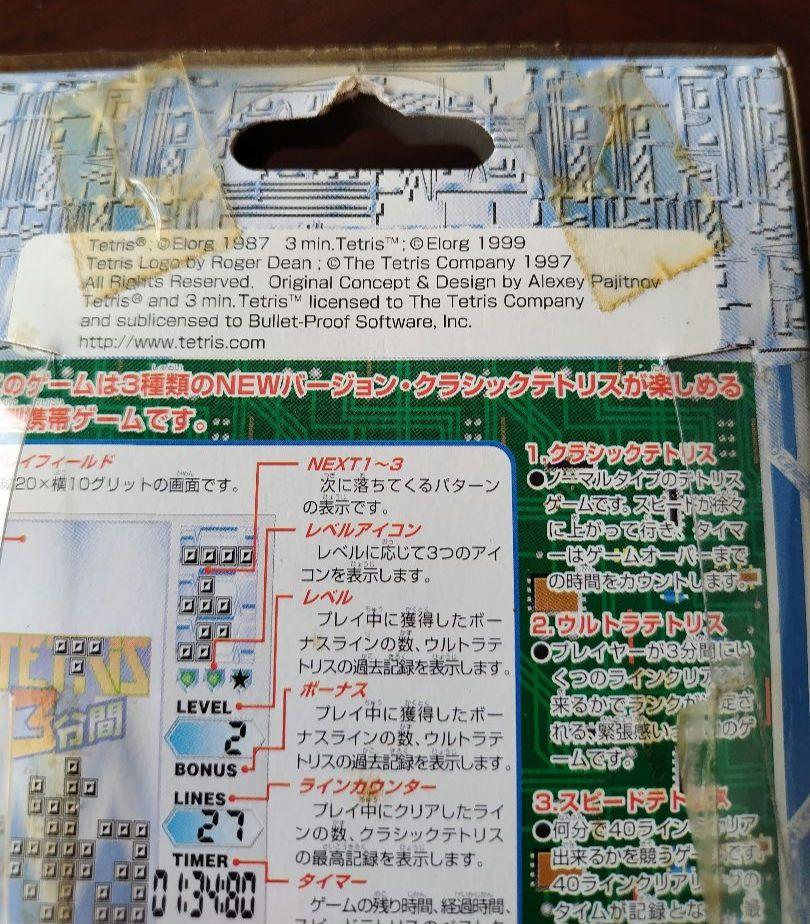 Tetris®; ©Elorg 1987 3 min.Tetris™; ©Elorg 1999
Tetris Logo by Roger Dean ; ©The Tetris Company 1997
All Rights Reserved. Original Concept & Design by Alexey Pajitnov
Tetris® and 3 min.Tetris™ licensed to The Tetris Company
and sublicensed to Bullet-Proof Software, Inc.
http://www.tetris.com
のゲームは3種類のNEWバージョン・クラシックテトリスが楽しめる
携帯ゲームです。
レイフィールド
20×横10グリットの画面です。
NEXT1～3
次に落ちてくるパターン
の表示です。
レベルアイコン
レベルに応じて3つのアイ
コンを表示します。
レベル
プレイ中に獲得したボー
ナスラインの数、ウルトラテ
トリスの過去記録を表示します。
ボーナス
プレイ中に獲得したボー
ナスラインの数、ウルトラテ
トリスの過去記録を表示します。
ラインカウンター
プレイ中にクリアしたライ
ンの数、クラシックテトリス
の最高記録を表示します。
タイマー
ゲームの残り時間、経過時間、
TETRIS
3分間
LEVEL
2
BONUS
LINES
27
TIMER
01:34:80
1.クラシックテトリス
●ノーマルタイプのテトリス
ゲームです。スピードが徐々
に上がって行き、タイマ
ーはゲームオーバーまで
の時間をカウントします。
2.ウルトラテトリス
●プレイヤーが3分間にい
くつのラインクリア
来るかでランクが定さ
れる、緊張感いのゲ
ームです。
3.スピードテトリス
●何分で40ラインクリア
出来るかを競うゲです。
40ラインクリアの
タイムが記録とな最